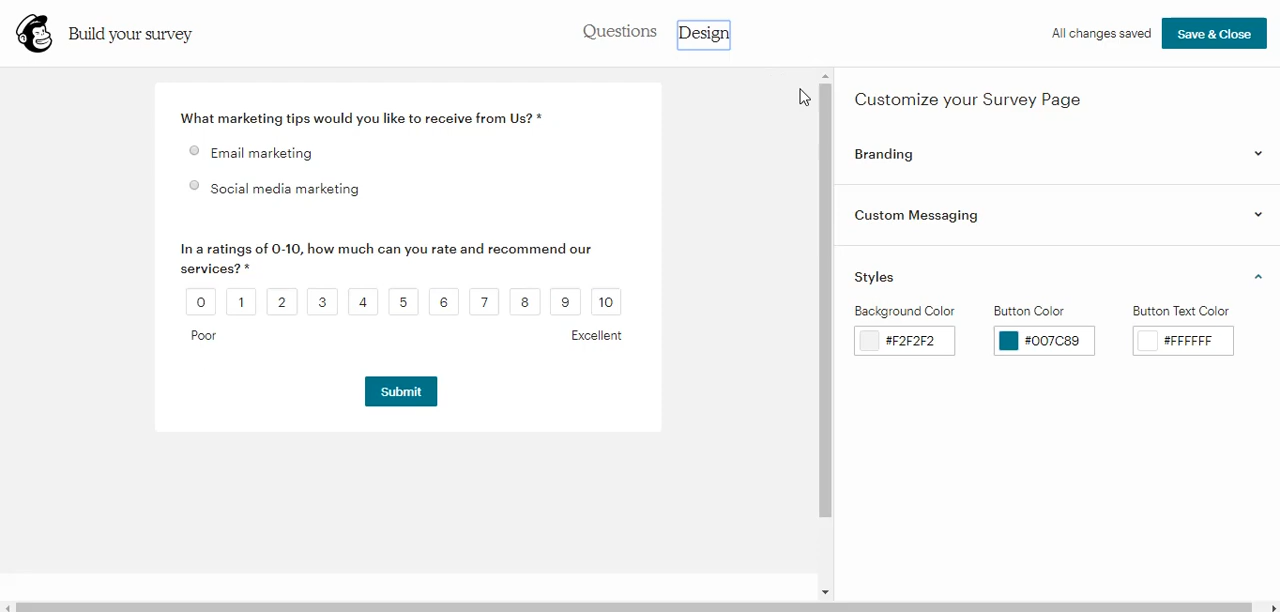 Build your survey
Questions
Design
All changes saved
Save & Close
What marketing tips would you like to receive from Us? *
Email marketing
Social media marketing
In a ratings of 0-10, how much can you rate and recommend our
services? *
0 1 2 3 4 5 6 7 8 9 10
Poor
Excellent
Submit
Customize your Survey Page
Branding
Custom Messaging
Styles
Background Color Button Color Button Text Color
#F2F2F2 #007C89 #FFFFFF